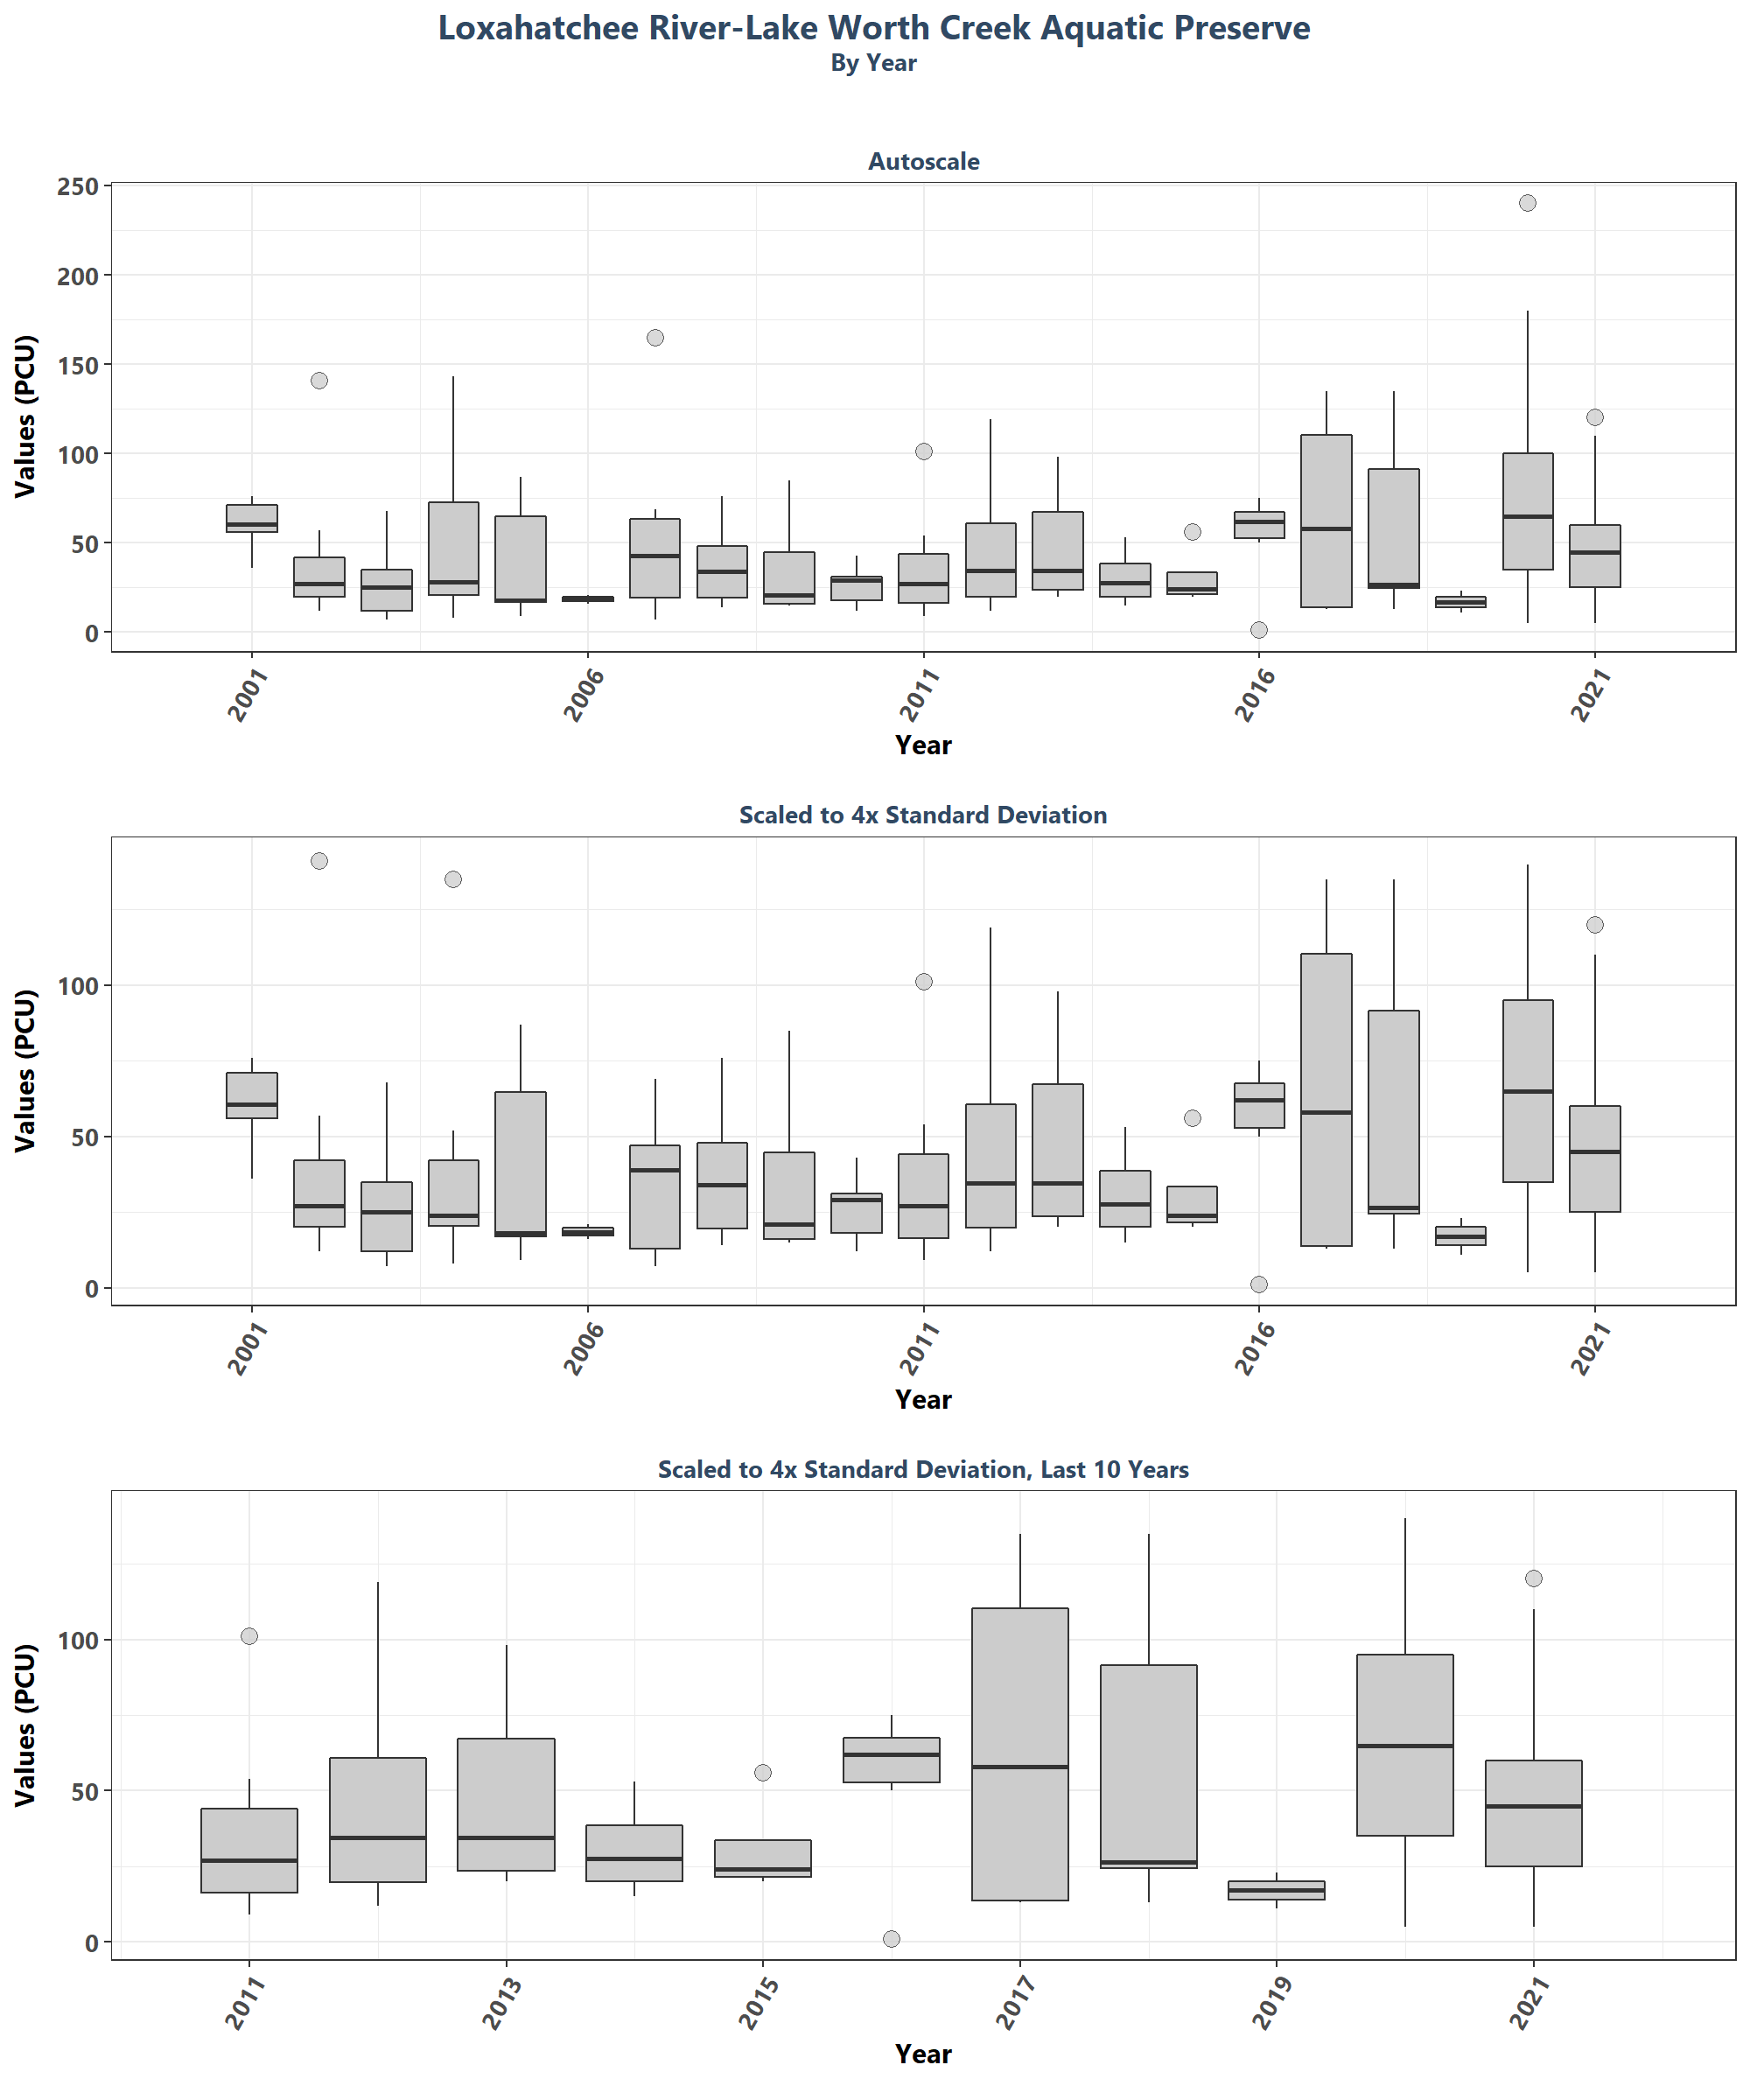 Loxahatchee River-Lake Worth Creek Aquatic Preserve
By Year
Autoscale
Values (PCU)
250
200
150
100
50
0
2001 2006 2011 2016 2021
Year
Scaled to 4x Standard Deviation
Values (PCU)
100
50
0
2001 2006 2011 2016 2021
Year
Scaled to 4x Standard Deviation, Last 10 Years
Values (PCU)
100
50
0
2011 2013 2015 2017 2019 2021
Year